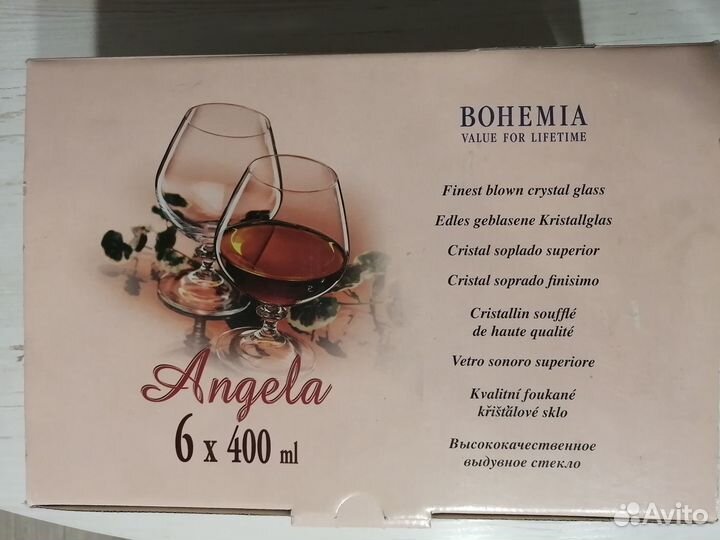 BOHEMIA
VALUE FOR LIFETIME
Finest blown crystal glass
Edles geblasene Kristallglas
Cristal soplado superior
Cristal soprado finisimo
Cristallin soufflé
de haute qualité
Vetro sonoro superiore
Kvalitní foukané
křišťálové sklo
Высококачественное
выдувное стекло
Angela
6 x 400 ml
Avito